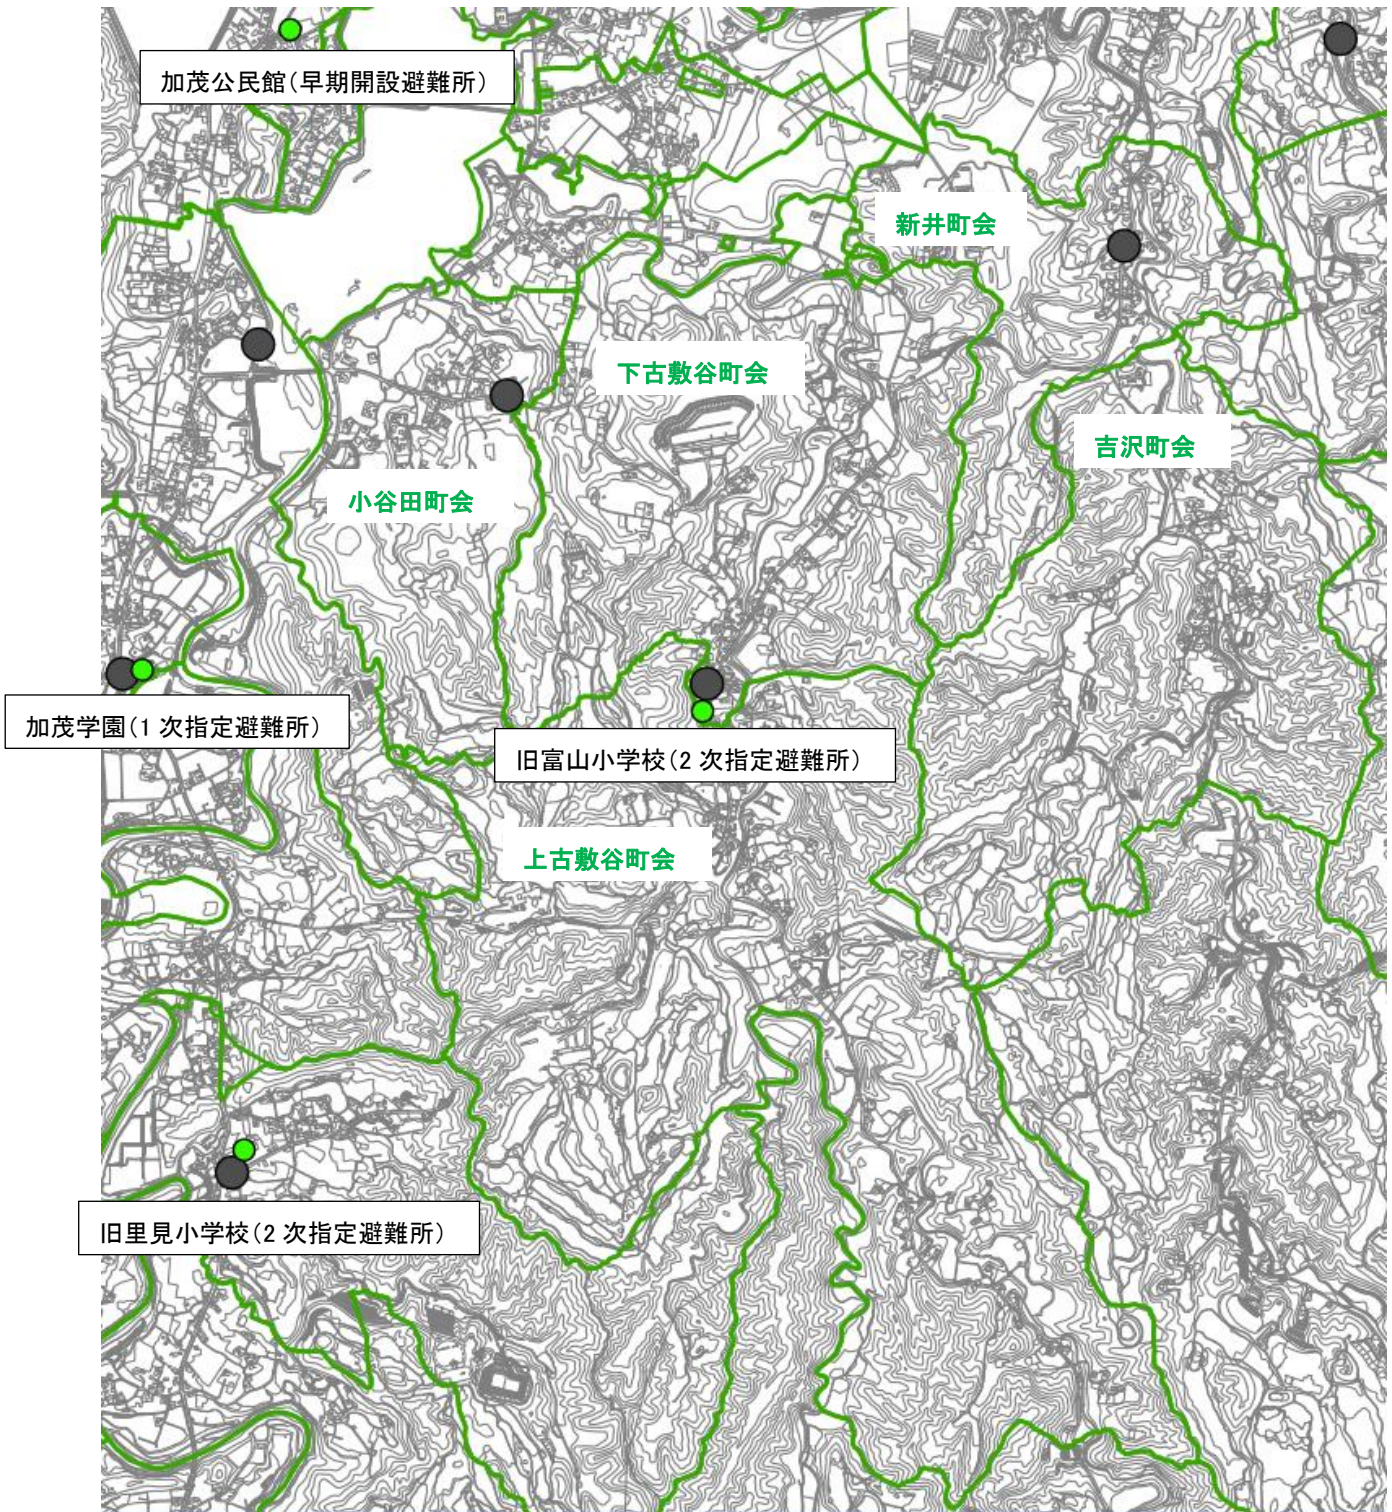 加茂公民館(早期開設避難所)
新井町会
下古敷谷町会
吉沢町会
小谷田町会
加茂学園(1 次指定避難所)
旧富山小学校(2 次指定避難所)
上古敷谷町会
旧里見小学校(2 次指定避難所)